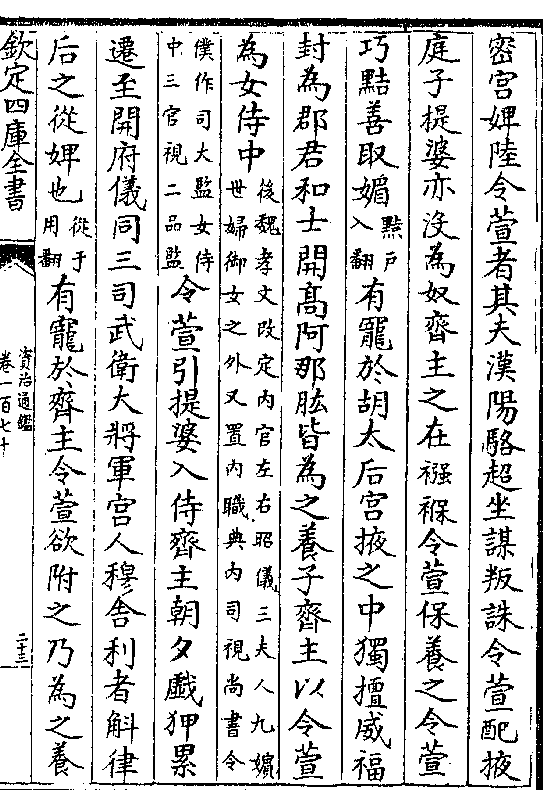 密宫婢陸令萱者其夫漢陽駱超坐謀叛誅令萱配掖
庭子提婆亦沒為奴齊主之在襁褓令萱保養之令萱
巧黠善取媚
黠戶
入翻
有寵於胡太后宫掖之中獨擅威福
封為郡君和士開髙阿那肱皆為之養子齊主以令萱
為女侍中
後魏孝文改定内官左右昭儀三夫人九嬪
世婦御女之外又置内職典内司視尚書令
僕作司大監女侍
中三官視二品監
令萱引提婆入侍齊主朝夕戲狎累
遷至開府儀同三司武衛大將軍宫人穆舍利者斛律
后之從婢也
從于
用翻
有寵於齊主令萱欲附之乃為之養
欽定四庫全書
資治通鑑
卷一百七十
二十三